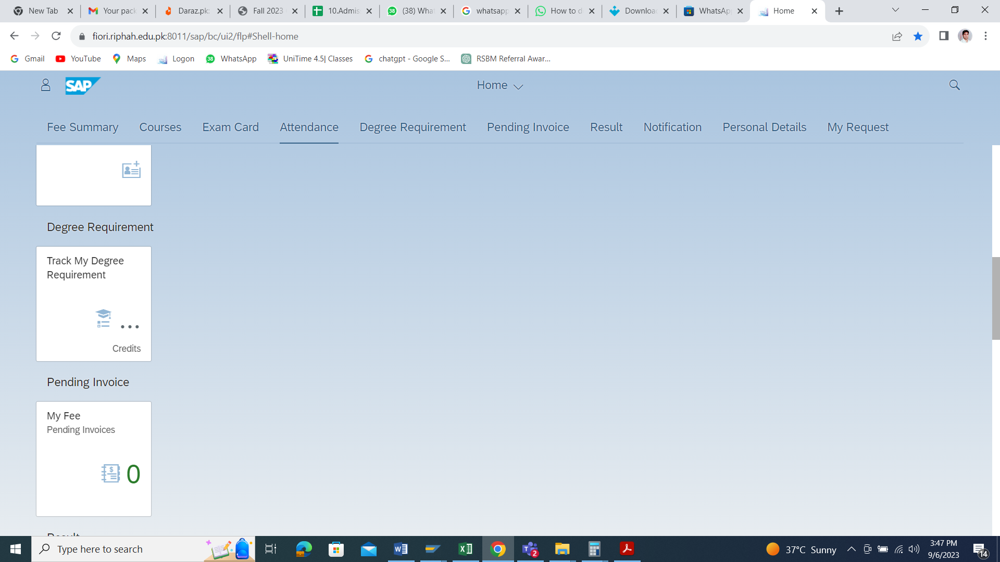 New Tab
Your pack
Daraz.pk:
Fall 2023
10.Admis
(38) What
whatsapp
How to d
Downloa
WhatsAp
Home
fiori.riphah.edu.pk:8011/sap/bc/ui2/flp#Shell-home
Gmail
YouTube
Maps
Logon
38
WhatsApp
UniTime 4.5| Classes
chatgpt - Google S...
RSBM Referral Awar...
SAP
Home
Fee Summary
Courses
Exam Card
Attendance
Degree Requirement
Pending Invoice
Result
Notification
Personal Details
My Request
Degree Requirement
Track My Degree
Requirement
...
Credits
Pending Invoice
My Fee
Pending Invoices
0
Result
Type here to search
2
37°C Sunny
3:47 PM
9/6/2023
14